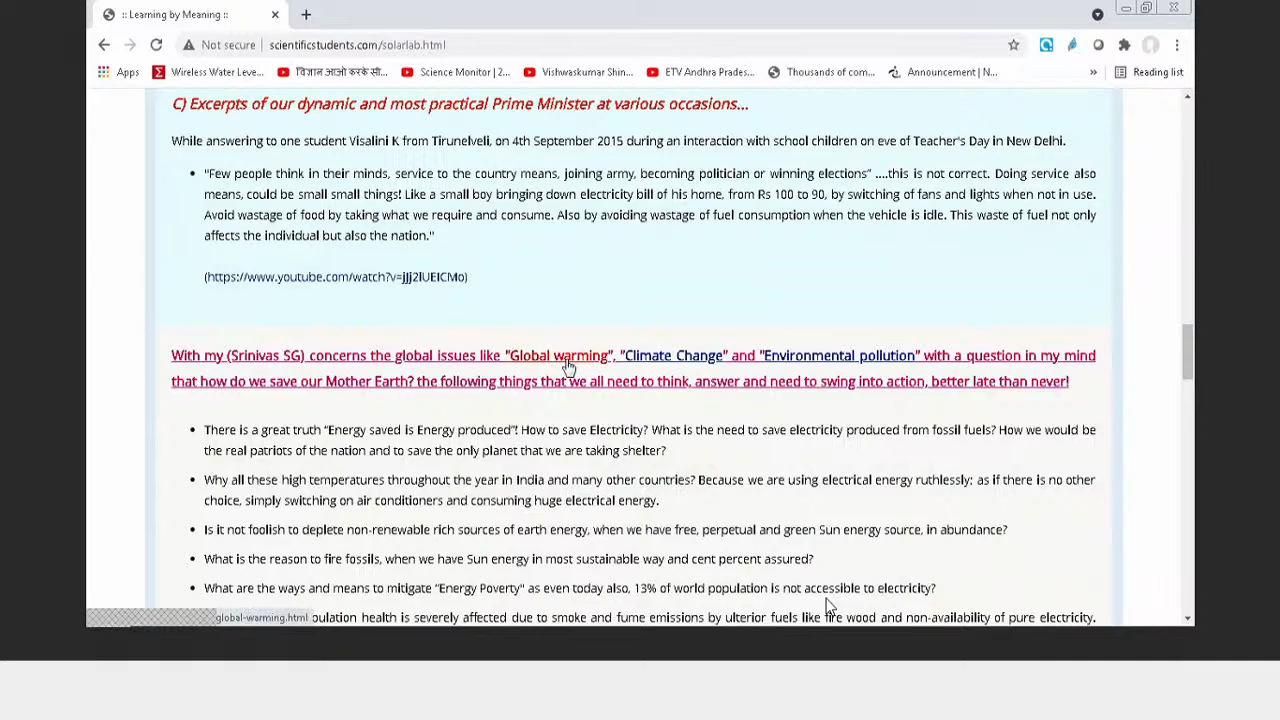 :: Learning by Meaning ::
Not secure scientificstudents.com/solarlab.html
Apps Wireless Water Leve... विज्ञान आओ करके सी... Science Monitor | 2... Vishwaskumar Shin... ETV Andhra Prades... Thousands of com... Announcement | N... » Reading list
C) Excerpts of our dynamic and most practical Prime Minister at various occasions...
While answering to one student Visalini K from Tirunelveli, on 4th September 2015 during an interaction with school children on eve of Teacher's Day in New Delhi.
• "Few people think in their minds, service to the country means, joining army, becoming politician or winning elections" ....this is not correct. Doing service also
means, could be small small things! Like a small boy bringing down electricity bill of his home, from Rs 100 to 90, by switching of fans and lights when not in use.
Avoid wastage of food by taking what we require and consume. Also by avoiding wastage of fuel consumption when the vehicle is idle. This waste of fuel not only
affects the individual but also the nation."
(https://www.youtube.com/watch?v=jJj2lUEICMo)
With my (Srinivas SG) concerns the global issues like "Global warming", "Climate Change" and "Environmental pollution" with a question in my mind
that how do we save our Mother Earth? the following things that we all need to think, answer and need to swing into action, better late than never!
• There is a great truth "Energy saved is Energy produced"! How to save Electricity? What is the need to save electricity produced from fossil fuels? How we would be
the real patriots of the nation and to save the only planet that we are taking shelter?
• Why all these high temperatures throughout the year in India and many other countries? Because we are using electrical energy ruthlessly; as if there is no other
choice, simply switching on air conditioners and consuming huge electrical energy.
• Is it not foolish to deplete non-renewable rich sources of earth energy, when we have free, perpetual and green Sun energy source, in abundance?
• What is the reason to fire fossils, when we have Sun energy in most sustainable way and cent percent assured?
• What are the ways and means to mitigate "Energy Poverty" as even today also, 13% of world population is not accessible to electricity?
global-warming.html pulation health is severely affected due to smoke and fume emissions by ulterior fuels like fire wood and non-availability of pure electricity.